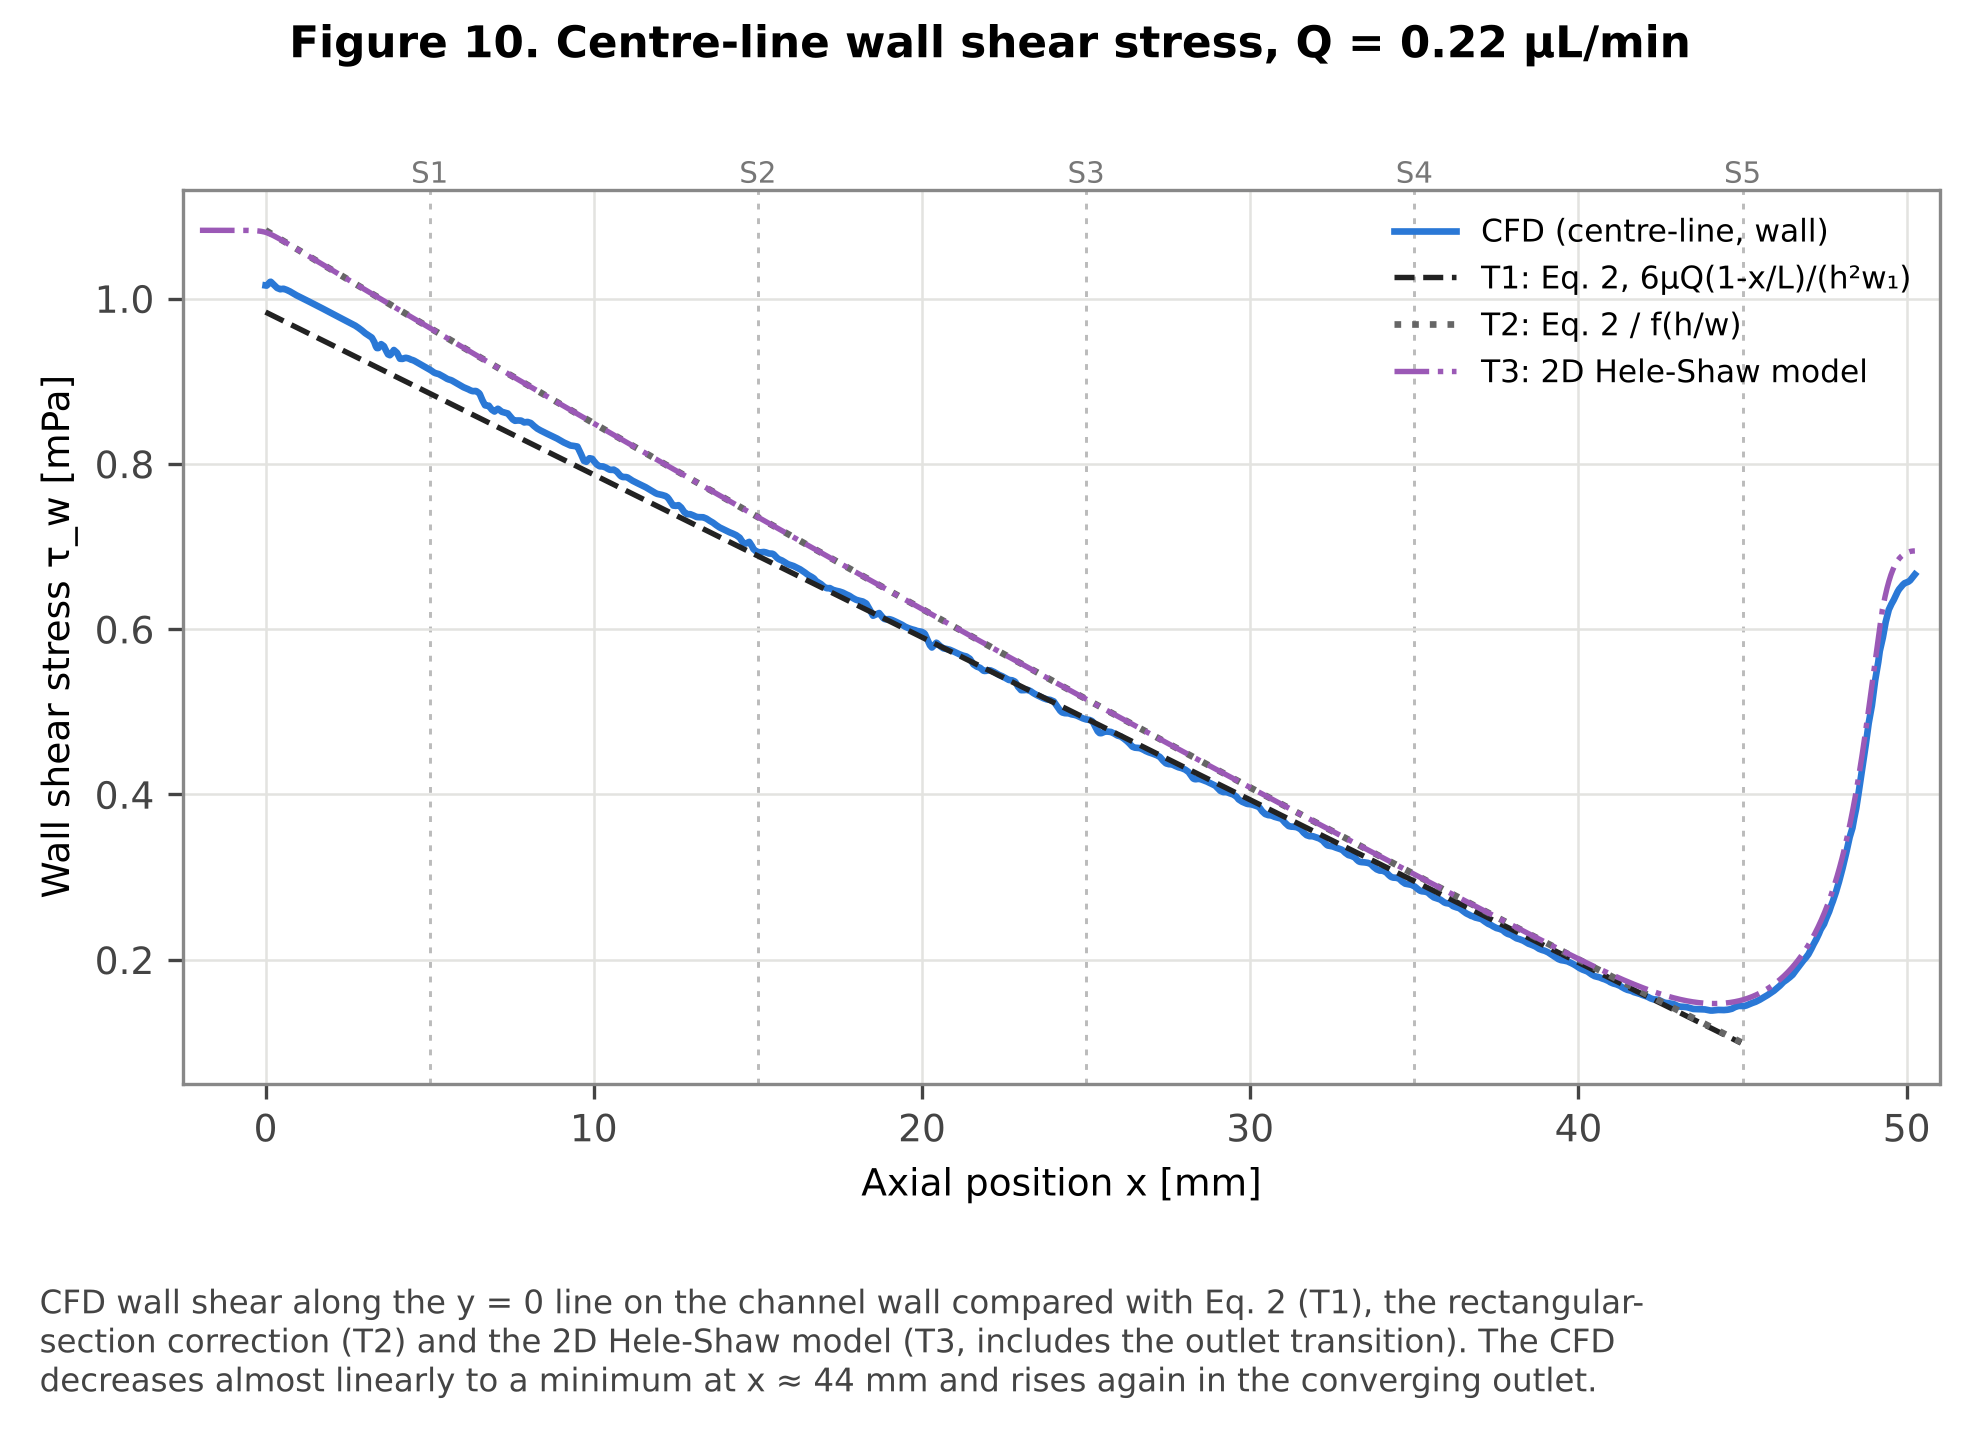 Figure 10. Centre-line wall shear stress, Q = 0.22 µL/min
S1 S2 S3 S4 S5
CFD (centre-line, wall)
T1: Eq. 2, 6µQ(1-x/L)/(h²w₁)
T2: Eq. 2 / f(h/w)
T3: 2D Hele-Shaw model
Wall shear stress τ_w [mPa]
1.0
0.8
0.6
0.4
0.2
0 10 20 30 40 50
Axial position x [mm]
CFD wall shear along the y = 0 line on the channel wall compared with Eq. 2 (T1), the rectangular-
section correction (T2) and the 2D Hele-Shaw model (T3, includes the outlet transition). The CFD
decreases almost linearly to a minimum at x ≈ 44 mm and rises again in the converging outlet.